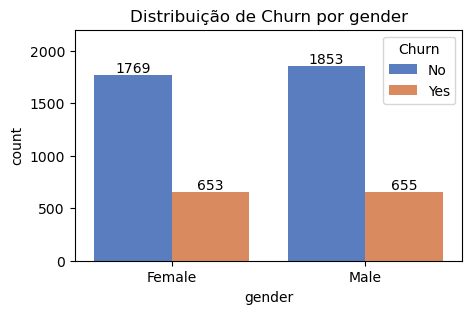 Distribuição de Churn por gender
2000
1500
1000
500
0
count
1769
653
1853
655
Churn
No
Yes
Female
Male
gender